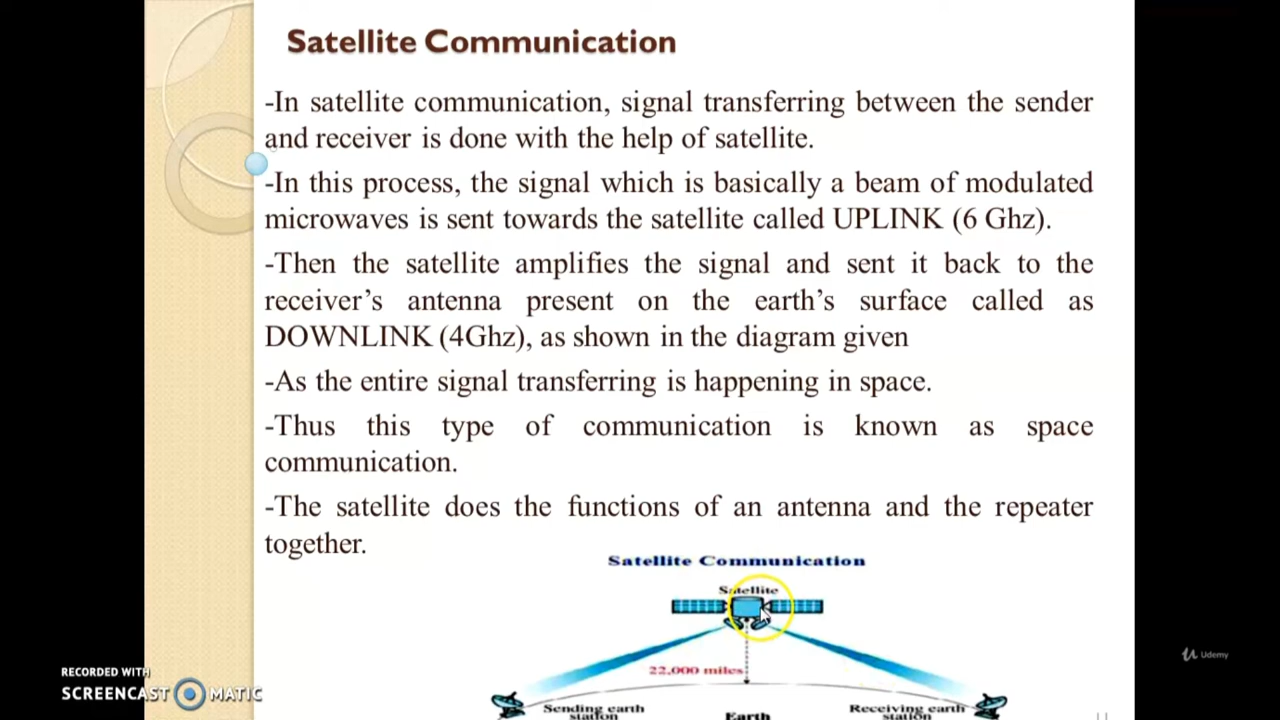 Satellite Communication
-In satellite communication, signal transferring between the sender
and receiver is done with the help of satellite.
-In this process, the signal which is basically a beam of modulated
microwaves is sent towards the satellite called UPLINK (6 Ghz).
-Then the satellite amplifies the signal and sent it back to the
receiver’s antenna present on the earth’s surface called as
DOWNLINK (4Ghz), as shown in the diagram given
-As the entire signal transferring is happening in space.
-Thus this type of communication is known as space
communication.
-The satellite does the functions of an antenna and the repeater
together.
Satellite Communication
Satellite
22,000 miles
Sending earth
station
Earth
Receiving earth
station
RECORDED WITH
SCREENCAST MATIC
Udemy
11